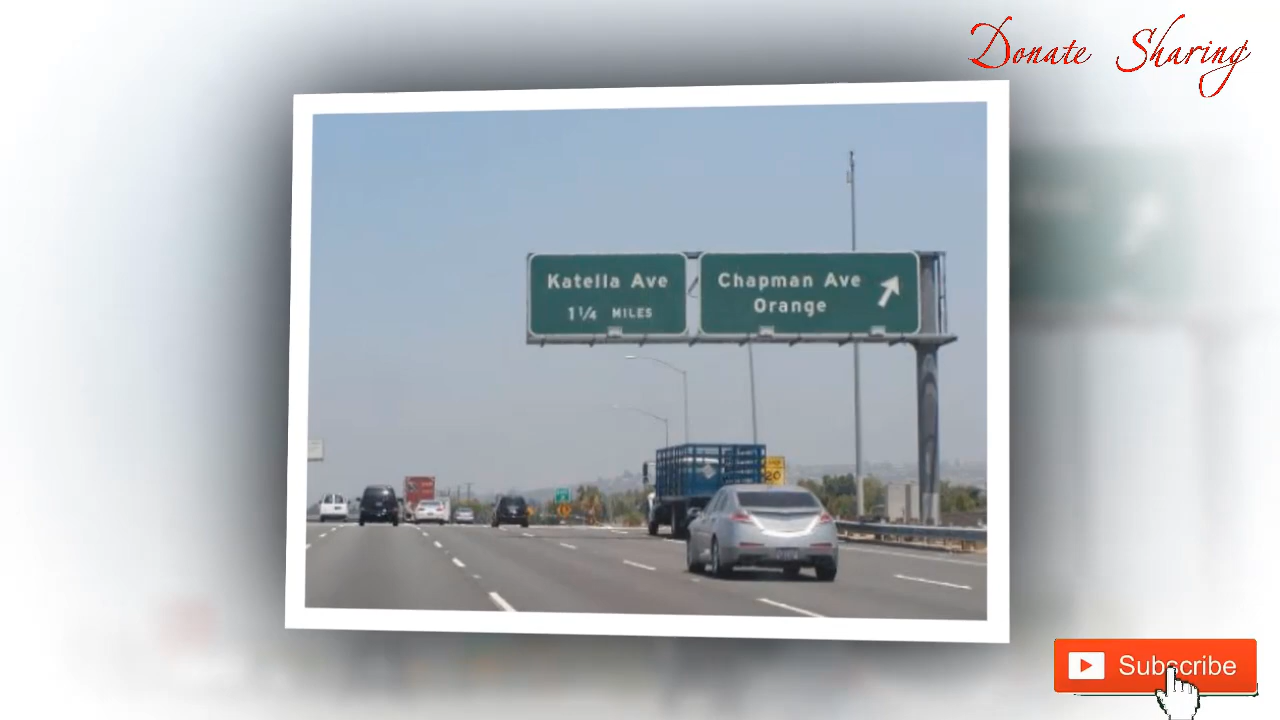 Donate Sharing
Katella Ave
1¼ MILES
Chapman Ave
Orange
20
Subscribe